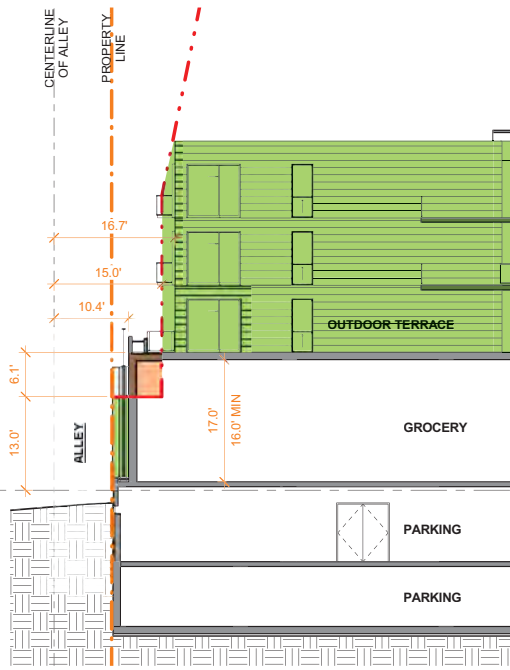 CENTERLINE
OF ALLEY
PROPERTY
LINE
16.7'
15.0'
10.4'
OUTDOOR TERRACE
6.1'
13.0'
ALLEY
17.0'
16.0' MIN
GROCERY
PARKING
PARKING